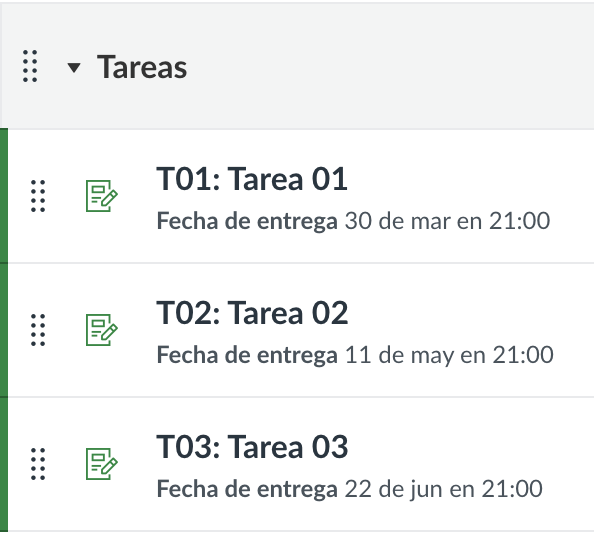 Tareas
T01: Tarea 01
Fecha de entrega 30 de mar en 21:00
T02: Tarea 02
Fecha de entrega 11 de may en 21:00
T03: Tarea 03
Fecha de entrega 22 de jun en 21:00